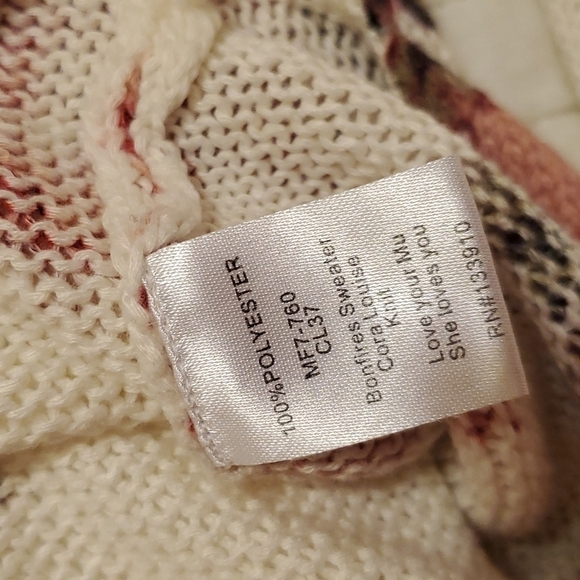 100%POLYESTER
MF7-760
CL37
Bonfires Sweater
Cora Louise
Knit
Love your Mu
She loves you
RN#133910